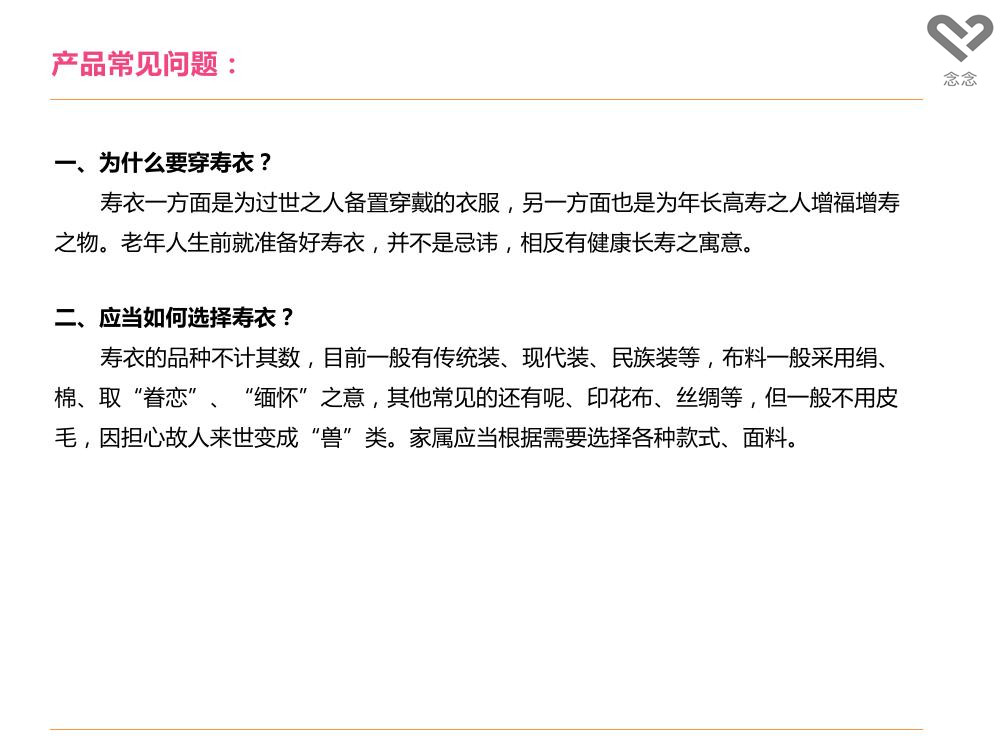 念念
产品常见问题：
一、为什么要穿寿衣？
寿衣一方面是为过世之人备置穿戴的衣服，另一方面也是为年长高寿之人增福增寿
之物。老年人生前就准备好寿衣，并不是忌讳，相反有健康长寿之寓意。
二、应当如何选择寿衣？
寿衣的品种不计其数，目前一般有传统装、现代装、民族装等，布料一般采用绢、
棉、取“眷恋”、“缅怀”之意，其他常见的还有呢、印花布、丝绸等，但一般不用皮
毛，因担心故人来世变成“兽”类。家属应当根据需要选择各种款式、面料。